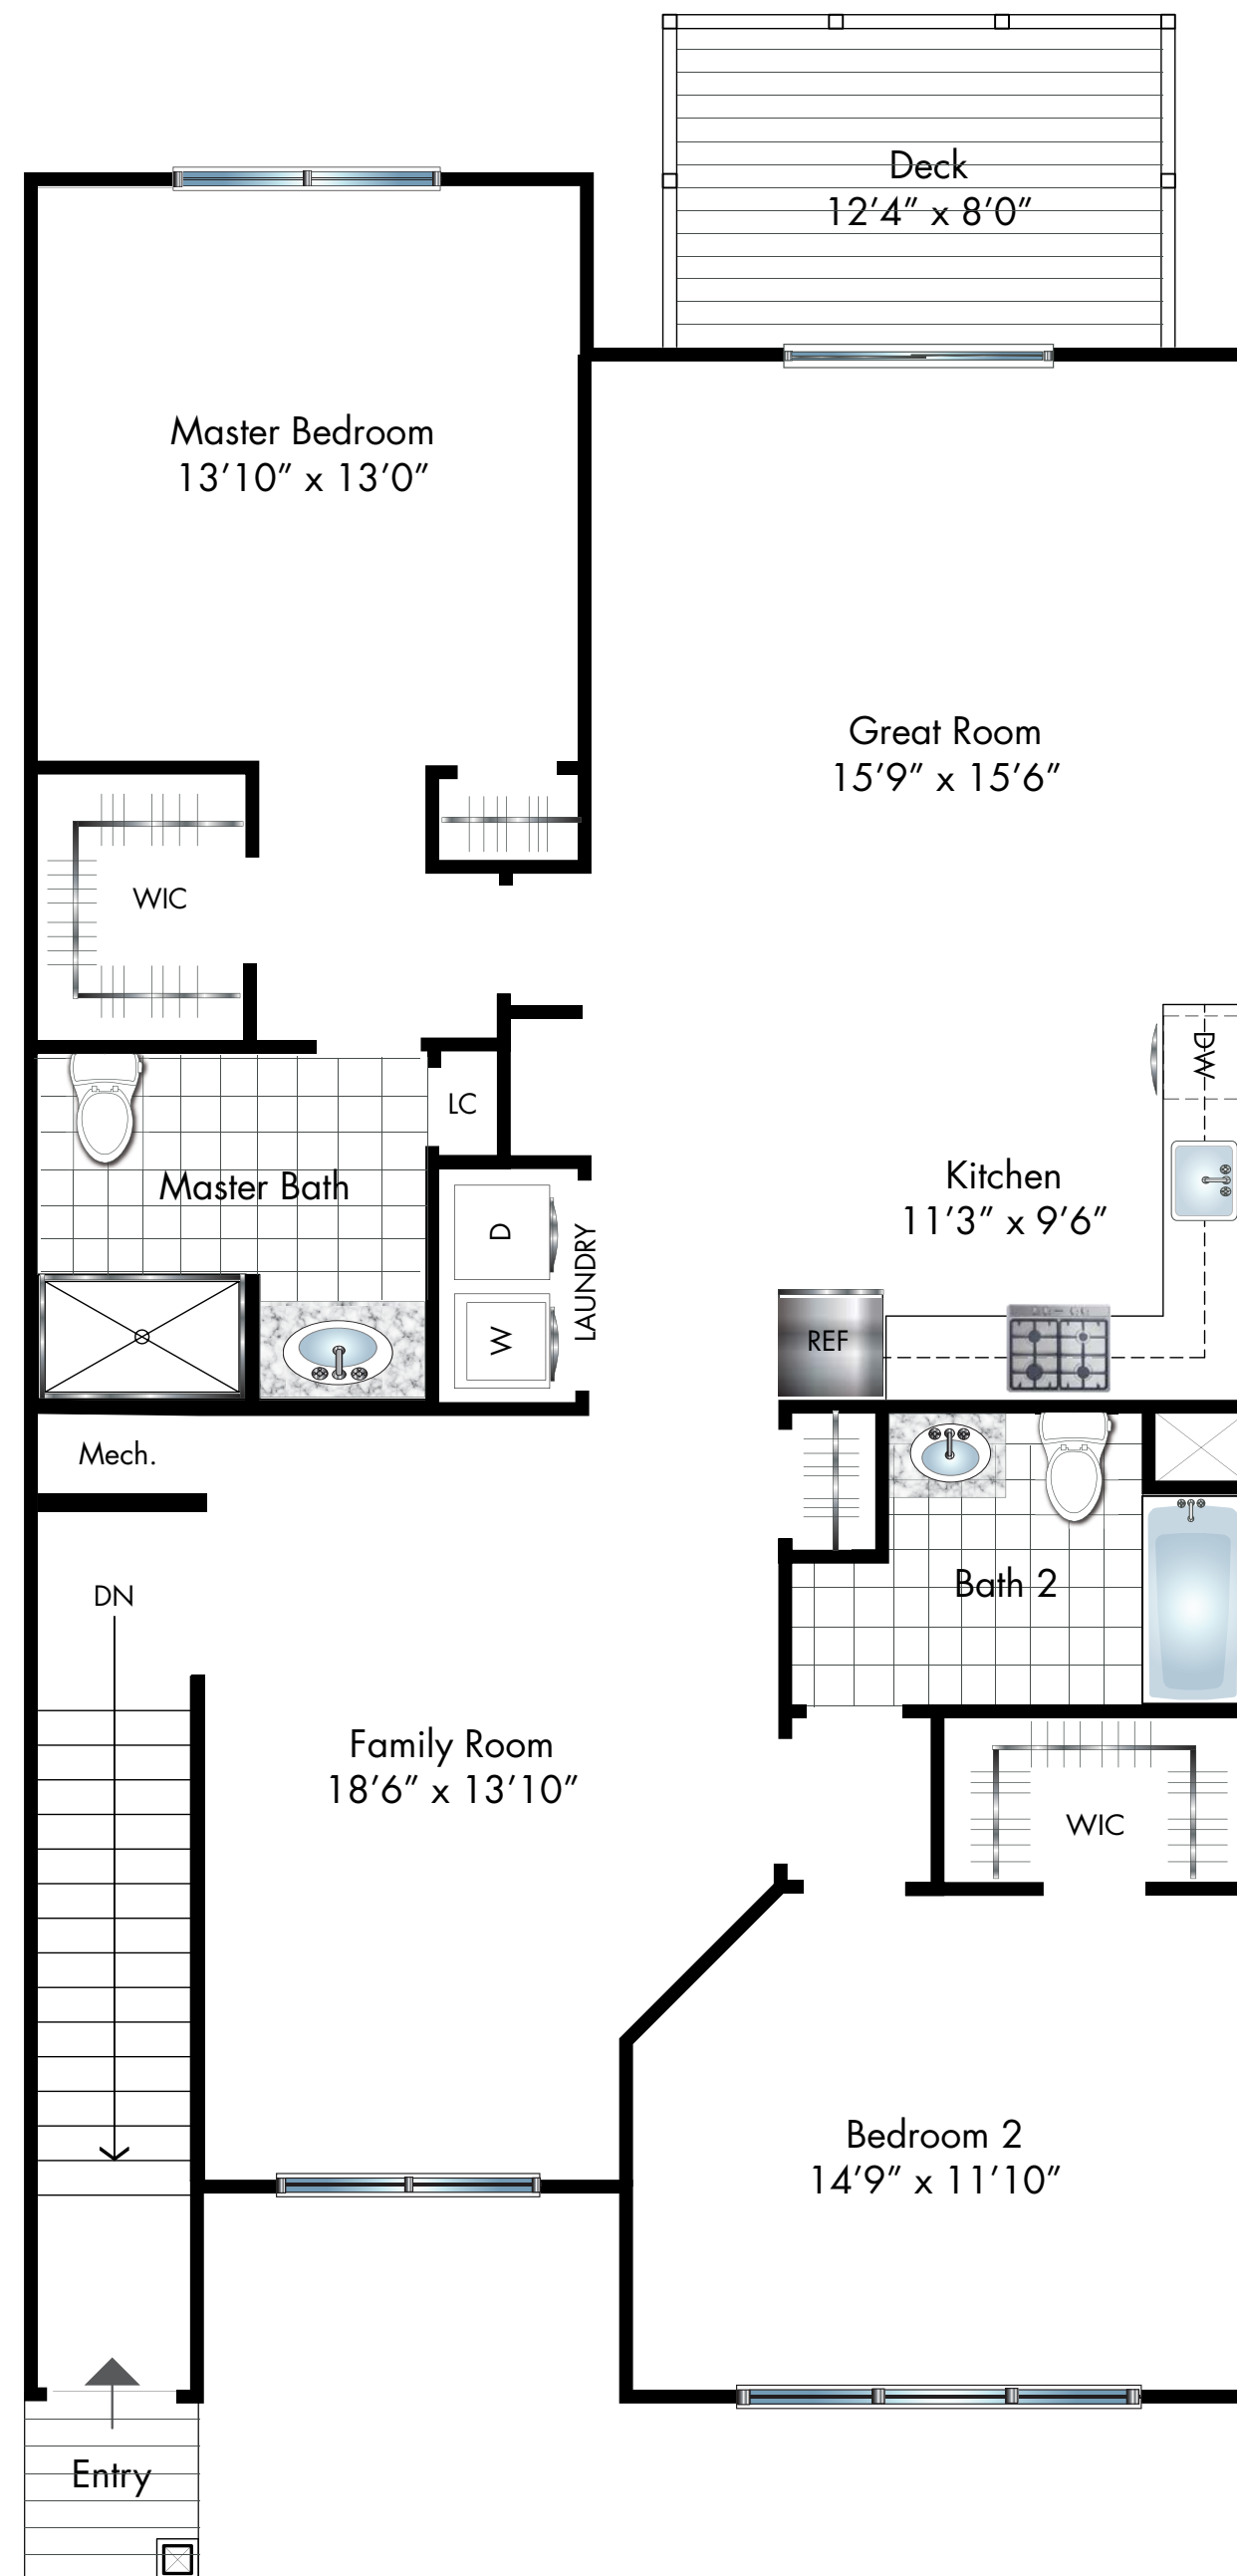 Deck
12’4” x 8’0”
Master Bedroom
13’10” x 13’0”
Great Room
15’9” x 15’6”
WIC
DW
LC
Master Bath
Kitchen
11’3” x 9’6”
D
LAUNDRY
W
REF
Mech.
DN
Bath 2
Family Room
18’6” x 13’10”
WIC
Bedroom 2
14’9” x 11’10”
Entry